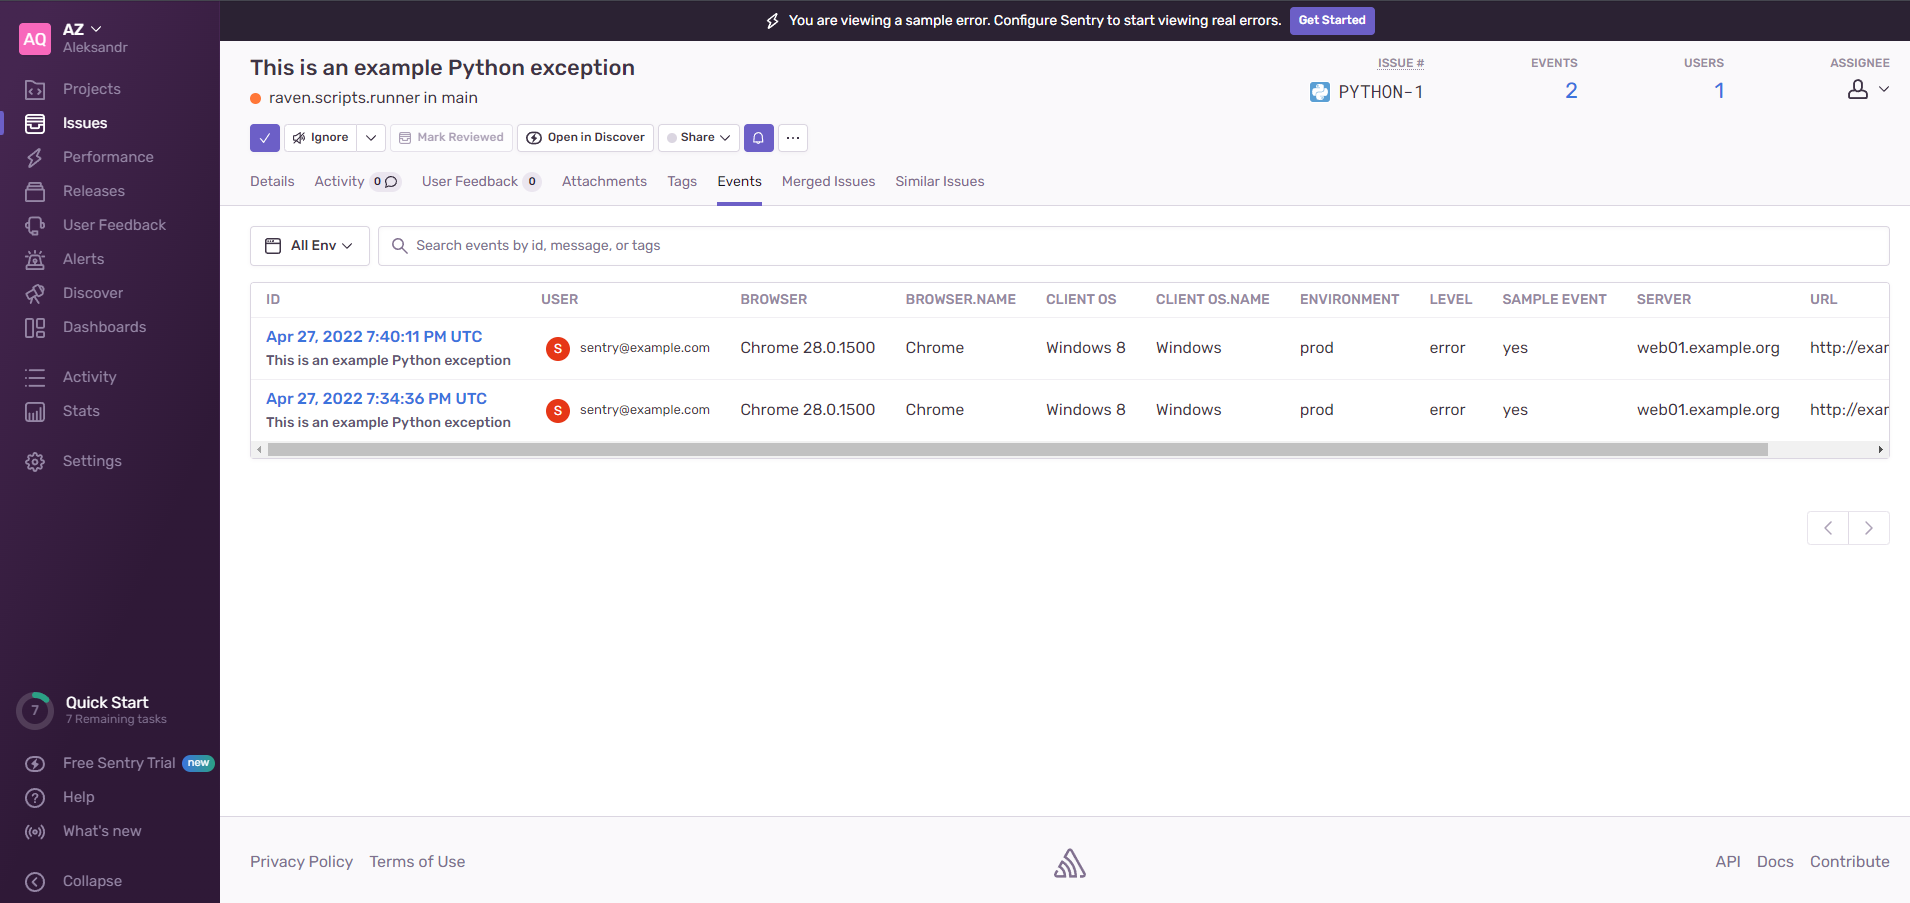 You are viewing a sample error. Configure Sentry to start viewing real errors. Get Started
AQ AZ
Aleksandr
Projects
Issues
Performance
Releases
User Feedback
Alerts
Discover
Dashboards
Activity
Stats
Settings
7 Quick Start
7 Remaining tasks
Free Sentry Trial new
Help
What's new
Collapse
This is an example Python exception
raven.scripts.runner in main
ISSUE # EVENTS USERS ASSIGNEE
PYTHON-1 2 1
Ignore Mark Reviewed Open in Discover Share ...
Details Activity 0 User Feedback 0 Attachments Tags Events Merged Issues Similar Issues
All Env Search events by id, message, or tags
ID USER BROWSER BROWSER.NAME CLIENT OS CLIENT OS.NAME ENVIRONMENT LEVEL SAMPLE EVENT SERVER URL
Apr 27, 2022 7:40:11 PM UTC
This is an example Python exception
S sentry@example.com Chrome 28.0.1500 Chrome Windows 8 Windows prod error yes web01.example.org http://exar
Apr 27, 2022 7:34:36 PM UTC
This is an example Python exception
S sentry@example.com Chrome 28.0.1500 Chrome Windows 8 Windows prod error yes web01.example.org http://exar
Privacy Policy Terms of Use API Docs Contribute